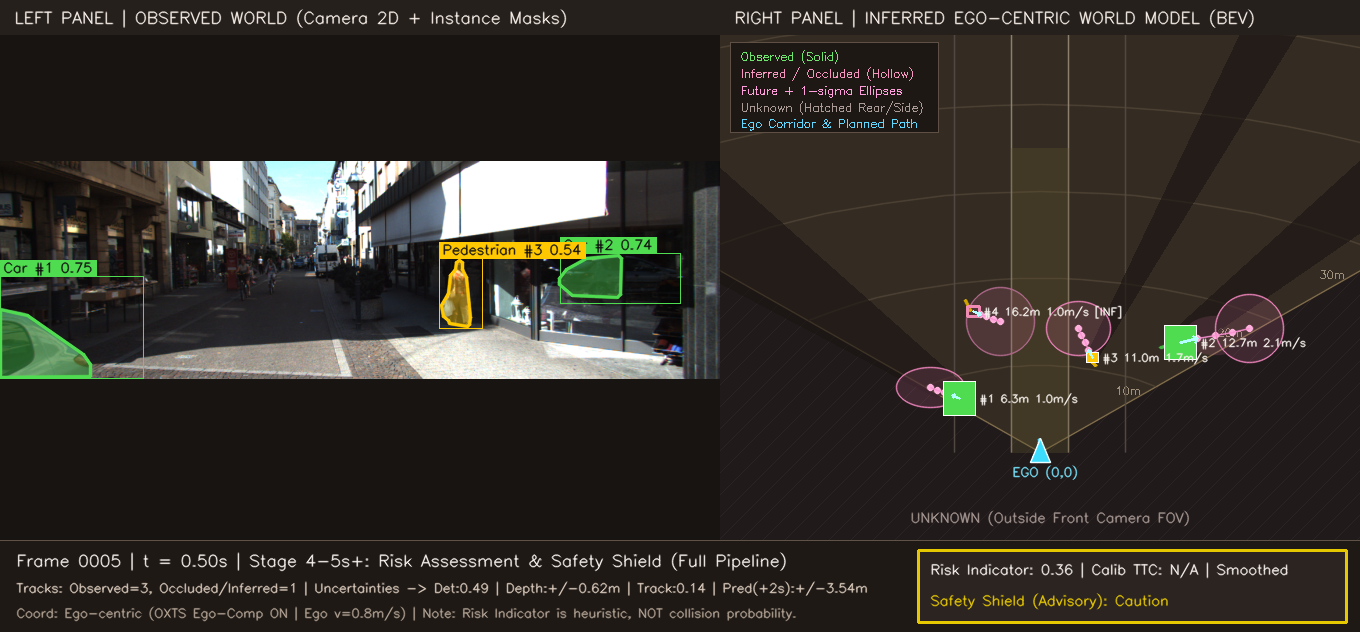 LEFT PANEL | OBSERVED WORLD (Camera 2D + Instance Masks)
RIGHT PANEL | INFERRED EGO-CENTRIC WORLD MODEL (BEV)
Observed (Solid)
Inferred / Occluded (Hollow)
Future + 1-sigma Ellipses
Unknown (Hatched Rear/Side)
Ego Corridor & Planned Path
Pedestrian #3 0.54
#2 0.74
Car #1 0.75
30m
#4 16.2m 1.0m/s [INF]
#2 12.7m 2.1m/s
#3 11.0m 1.7m/s
10m
#1 6.3m 1.0m/s
EGO (0,0)
UNKNOWN (Outside Front Camera FOV)
Frame 0005 | t = 0.50s | Stage 4-5s+: Risk Assessment & Safety Shield (Full Pipeline)
Tracks: Observed=3, Occluded/Inferred=1 | Uncertainties -> Det:0.49 | Depth:+/-0.62m | Track:0.14 | Pred(+2s):+/-3.54m
Coord: Ego-centric (OXTS Ego-Comp ON | Ego v=0.8m/s) | Note: Risk Indicator is heuristic, NOT collision probability.
Risk Indicator: 0.36 | Calib TTC: N/A | Smoothed
Safety Shield (Advisory): Caution